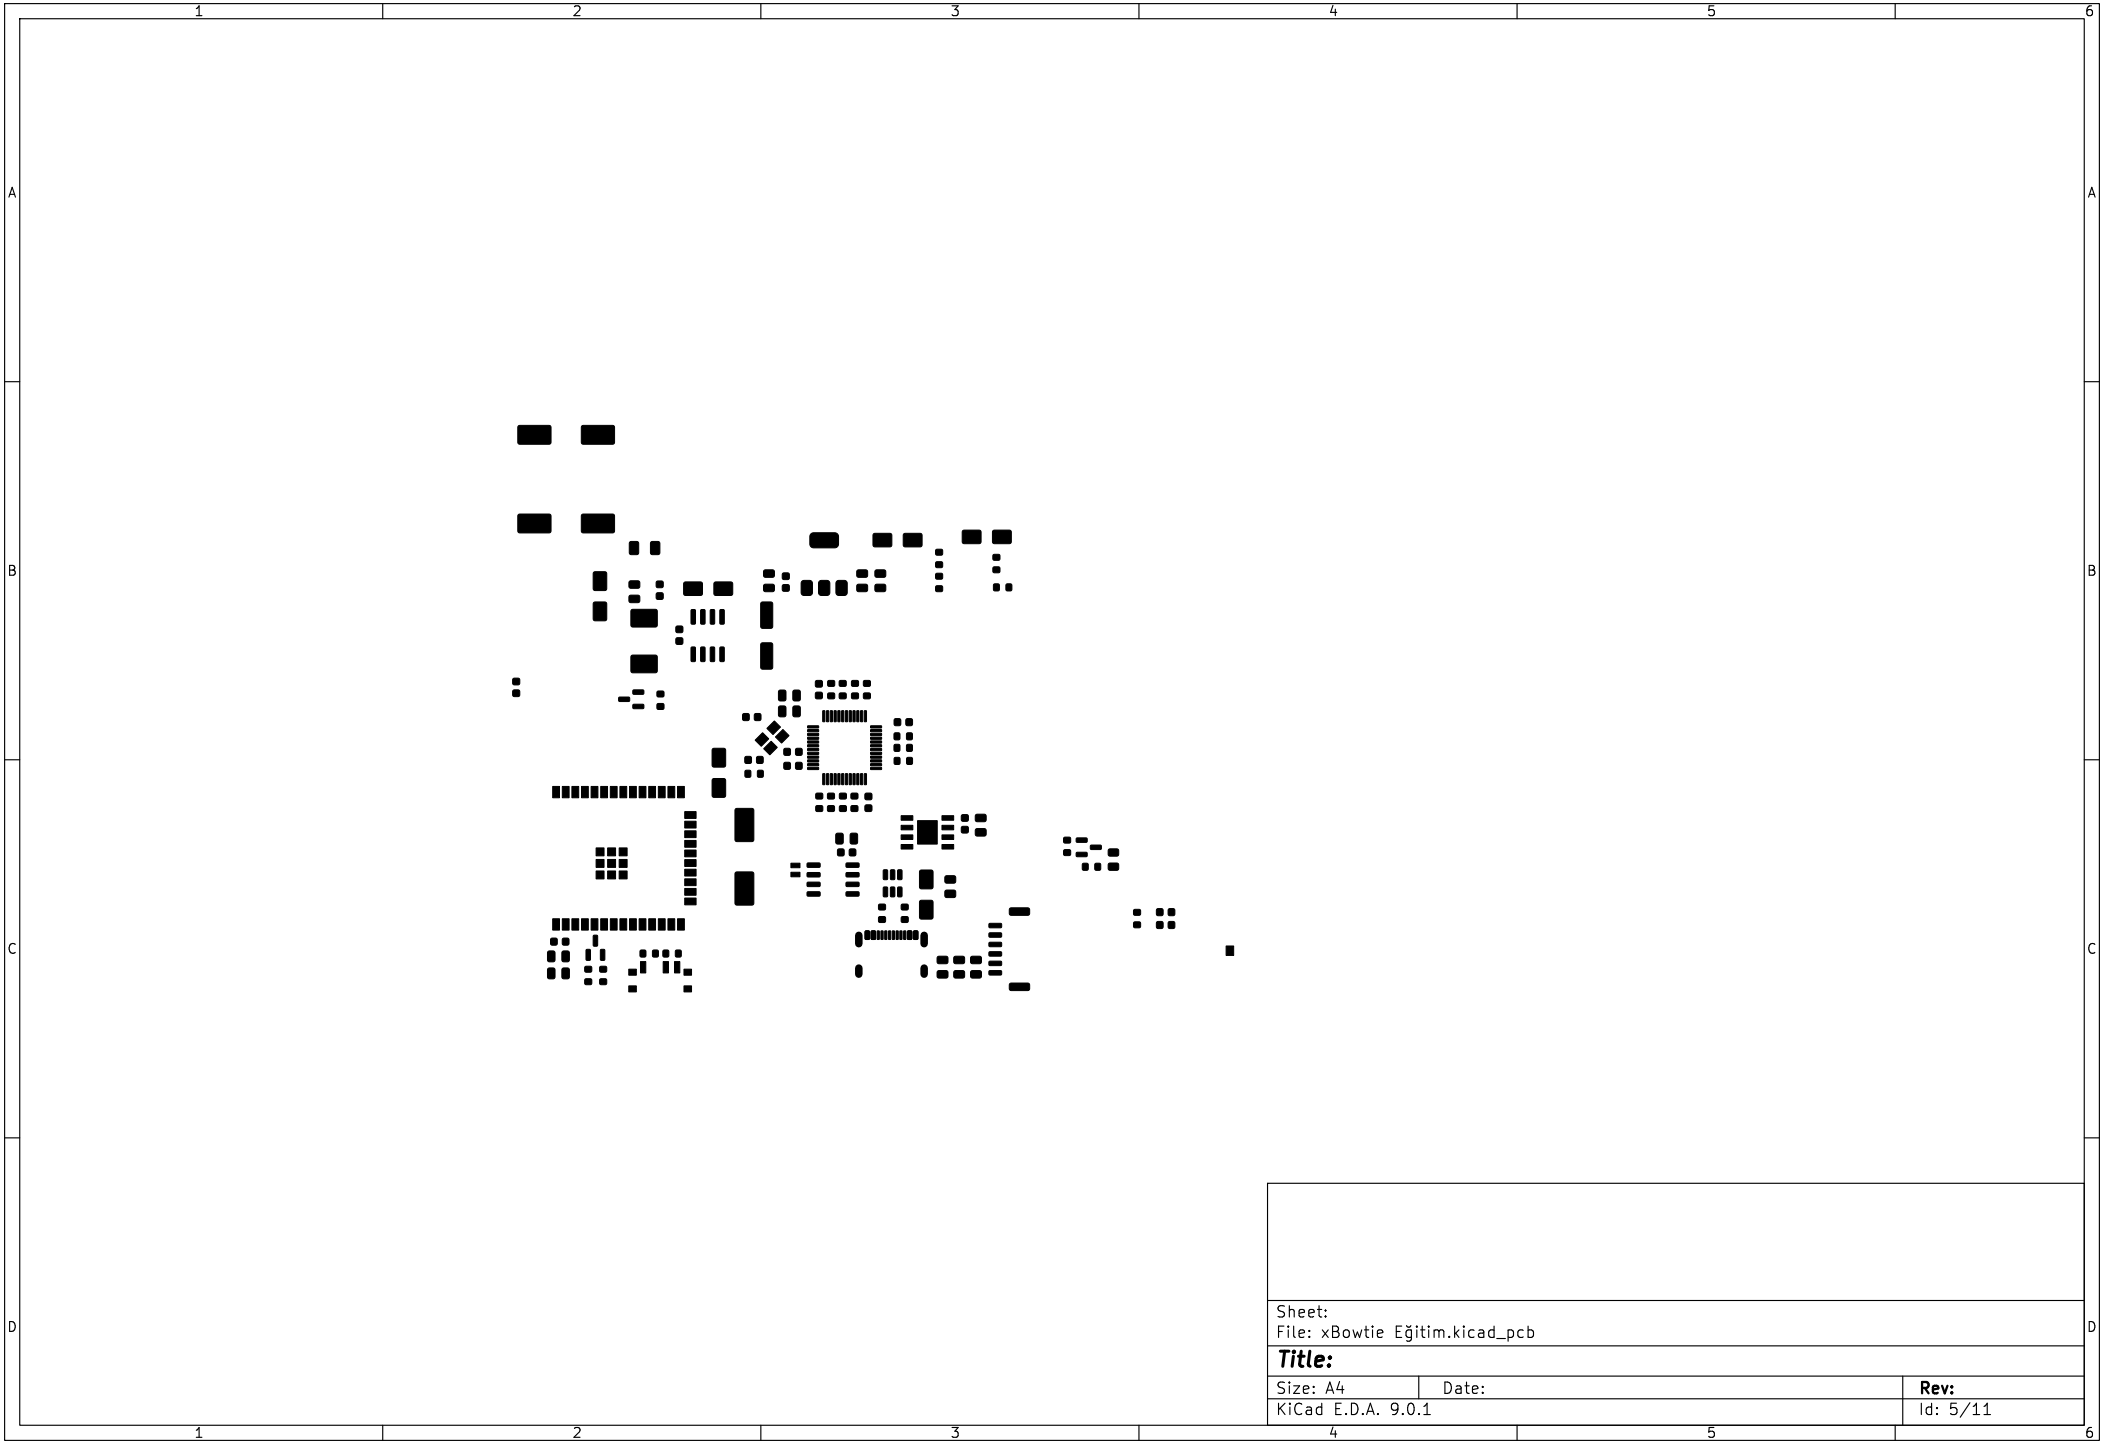 1 2 3 4 5 6
A A
B B
C C
Sheet:
File: xBowtie Eğitim.kicad_pcb
D D
Title:
Size: A4 Date: Rev:
KiCad E.D.A. 9.0.1 Id: 5/11
1 2 3 4 5 6